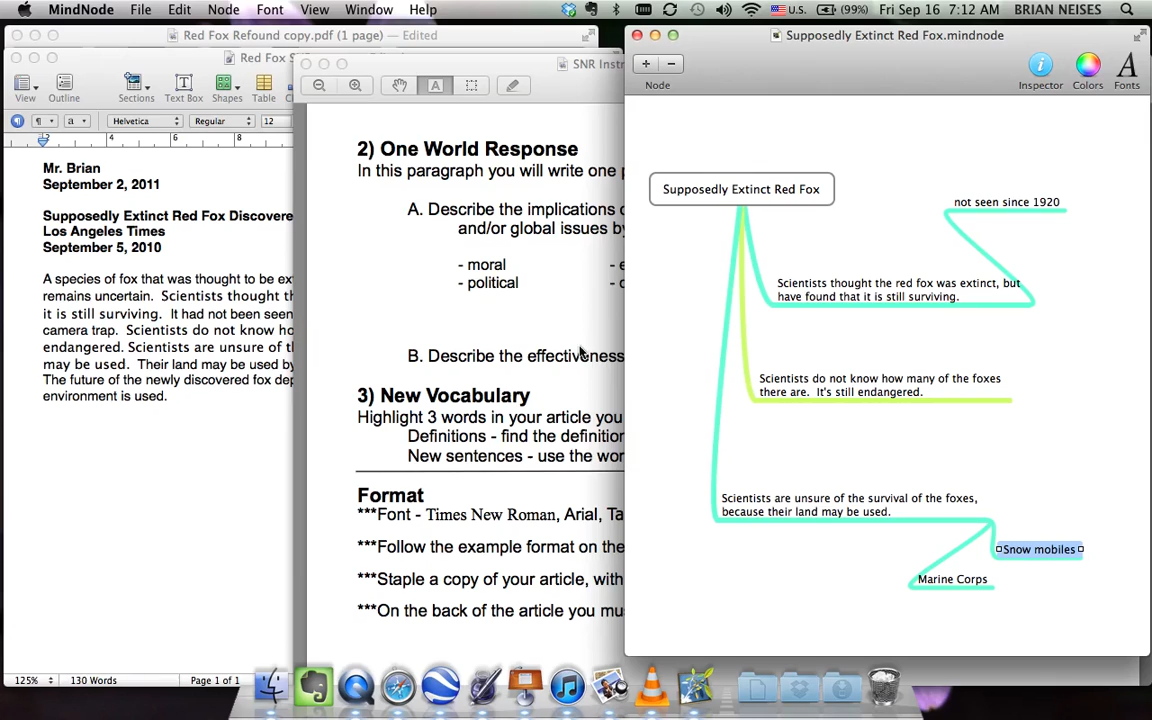 MindNode File Edit Node Font View Window Help U.S. (99%) Fri Sep 16 7:12 AM BRIAN NEISES
Red Fox Refound copy.pdf (1 page) — Edited
Red Fox S
View Outline Sections Text Box Shapes Table
Helvetica Regular 12
2 4 6 8
Mr. Brian
September 2, 2011
Supposedly Extinct Red Fox Discovere
Los Angeles Times
September 5, 2010
A species of fox that was thought to be ex
remains uncertain. Scientists thought th
it is still surviving. It had not been seen
camera trap. Scientists do not know ho
endangered. Scientists are unsure of t
may be used. Their land may be used by
The future of the newly discovered fox dep
environment is used.
125% 130 Words Page 1 of 1
SNR Instr
2) One World Response
In this paragraph you will write one p
A. Describe the implications o
and/or global issues by
- moral - e
- political - c
B. Describe the effectiveness
3) New Vocabulary
Highlight 3 words in your article you
Definitions - find the definition
New sentences - use the wor
Format
***Font - Times New Roman, Arial, Ta
***Follow the example format on the
***Staple a copy of your article, with
***On the back of the article you mu
Supposedly Extinct Red Fox.mindnode
+ −
Node
Inspector Colors Fonts
Supposedly Extinct Red Fox
not seen since 1920
Scientists thought the red fox was extinct, but
have found that it is still surviving.
Scientists do not know how many of the foxes
there are. It's still endangered.
Scientists are unsure of the survival of the foxes,
because their land may be used.
Snow mobiles
Marine Corps